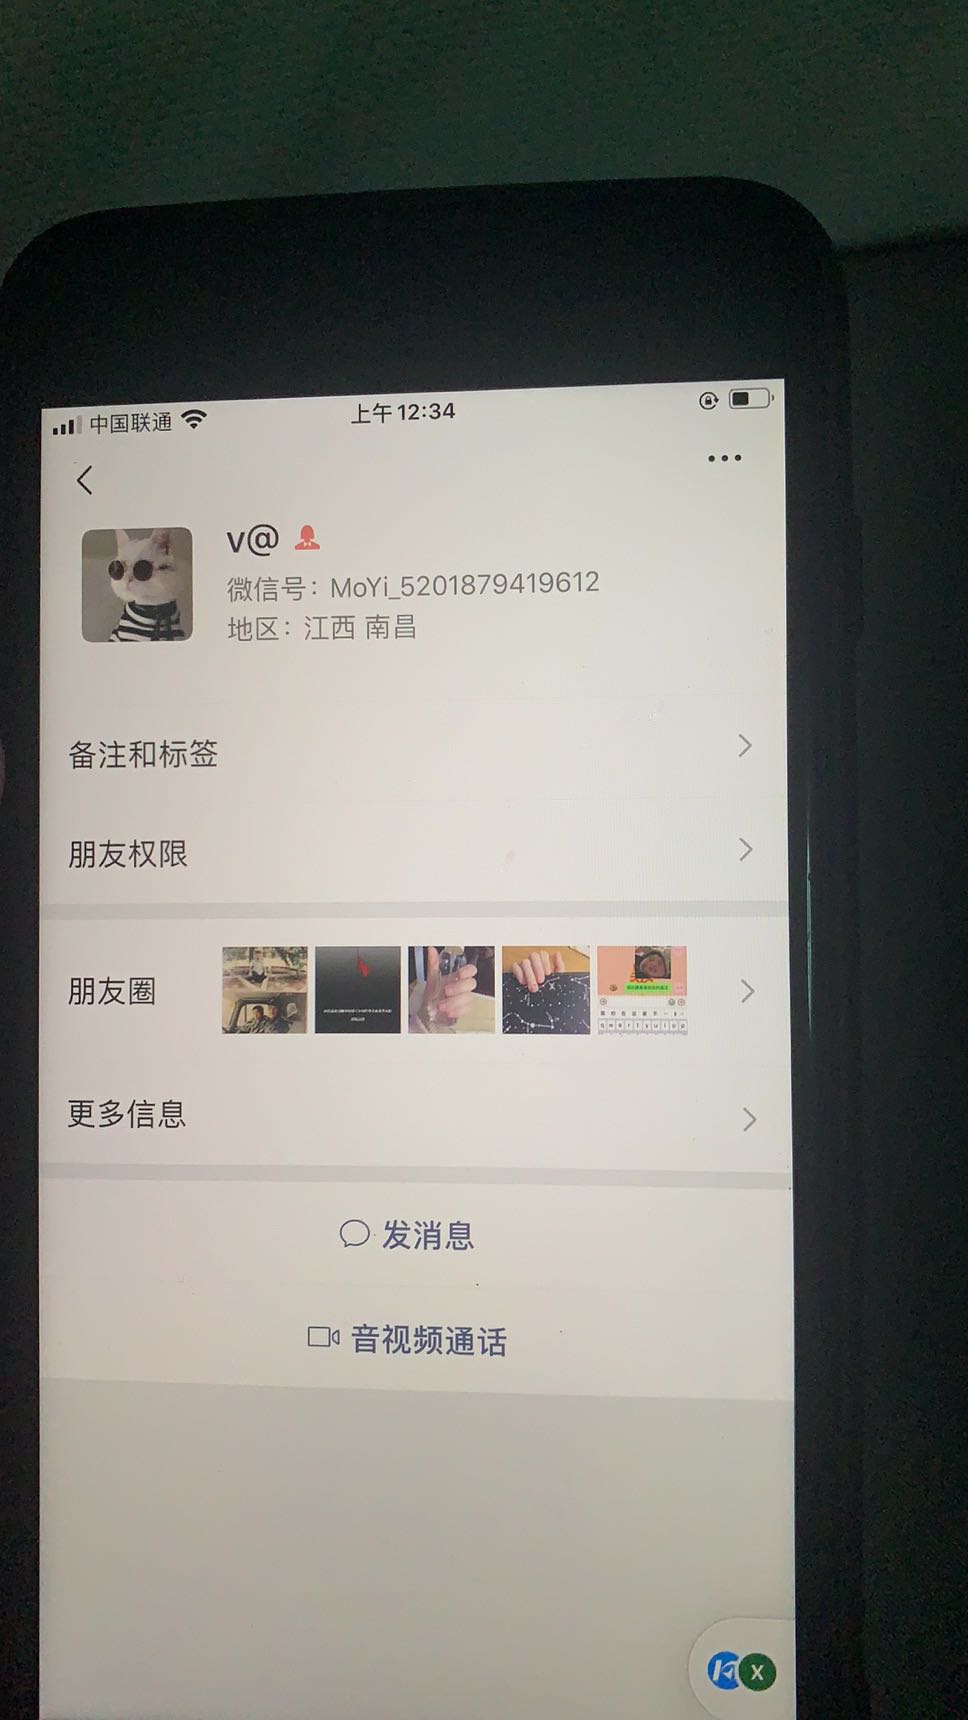 中国联通
上午12:34
v@
微信号：MoYi_5201879419612
地区：江西 南昌
备注和标签
朋友权限
朋友圈
q w e r t y u i o p
更多信息
发消息
音视频通话
X